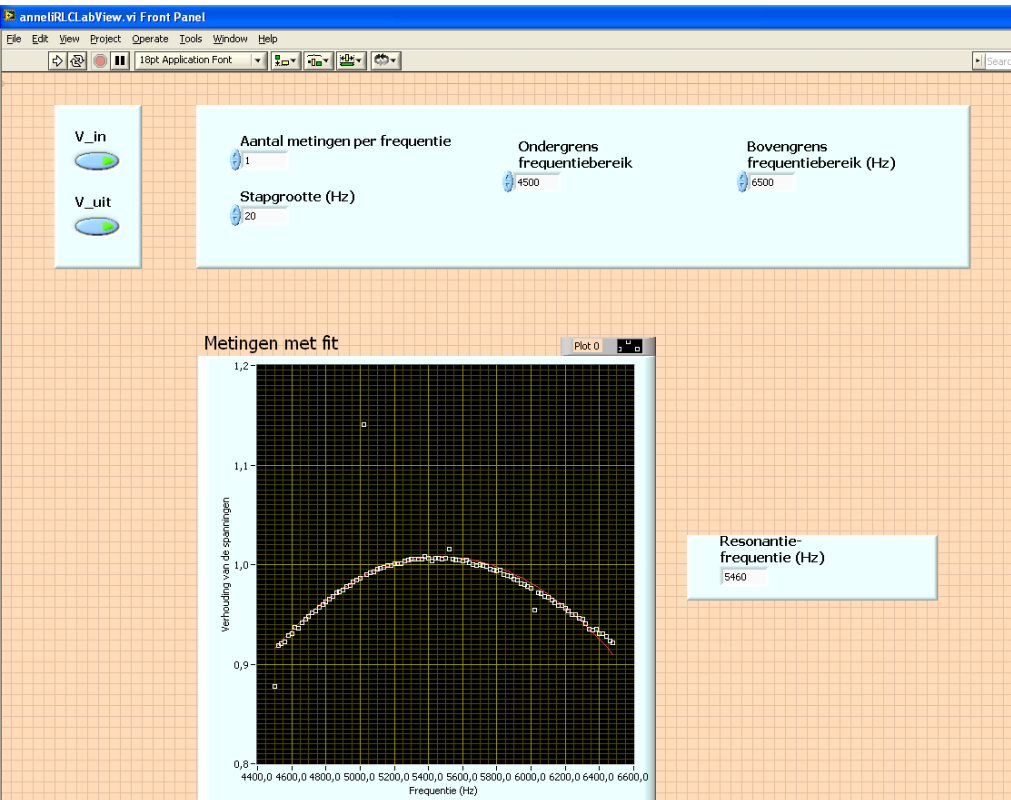 anneliRLCLabView.vi Front Panel
File Edit View Project Operate Tools Window Help
18pt Application Font
Searc
V_in
V_uit
Aantal metingen per frequentie
1
Stapgrootte (Hz)
20
Ondergrens
frequentiebereik
4500
Bovengrens
frequentiebereik (Hz)
6500
Metingen met fit
Plot 0
1,2
1,1
1,0
0,9
0,8
Verhouding van de spanningen
4400,0 4600,0 4800,0 5000,0 5200,0 5400,0 5600,0 5800,0 6000,0 6200,0 6400,0 6600,0
Frequentie (Hz)
Resonantie-
frequentie (Hz)
5460